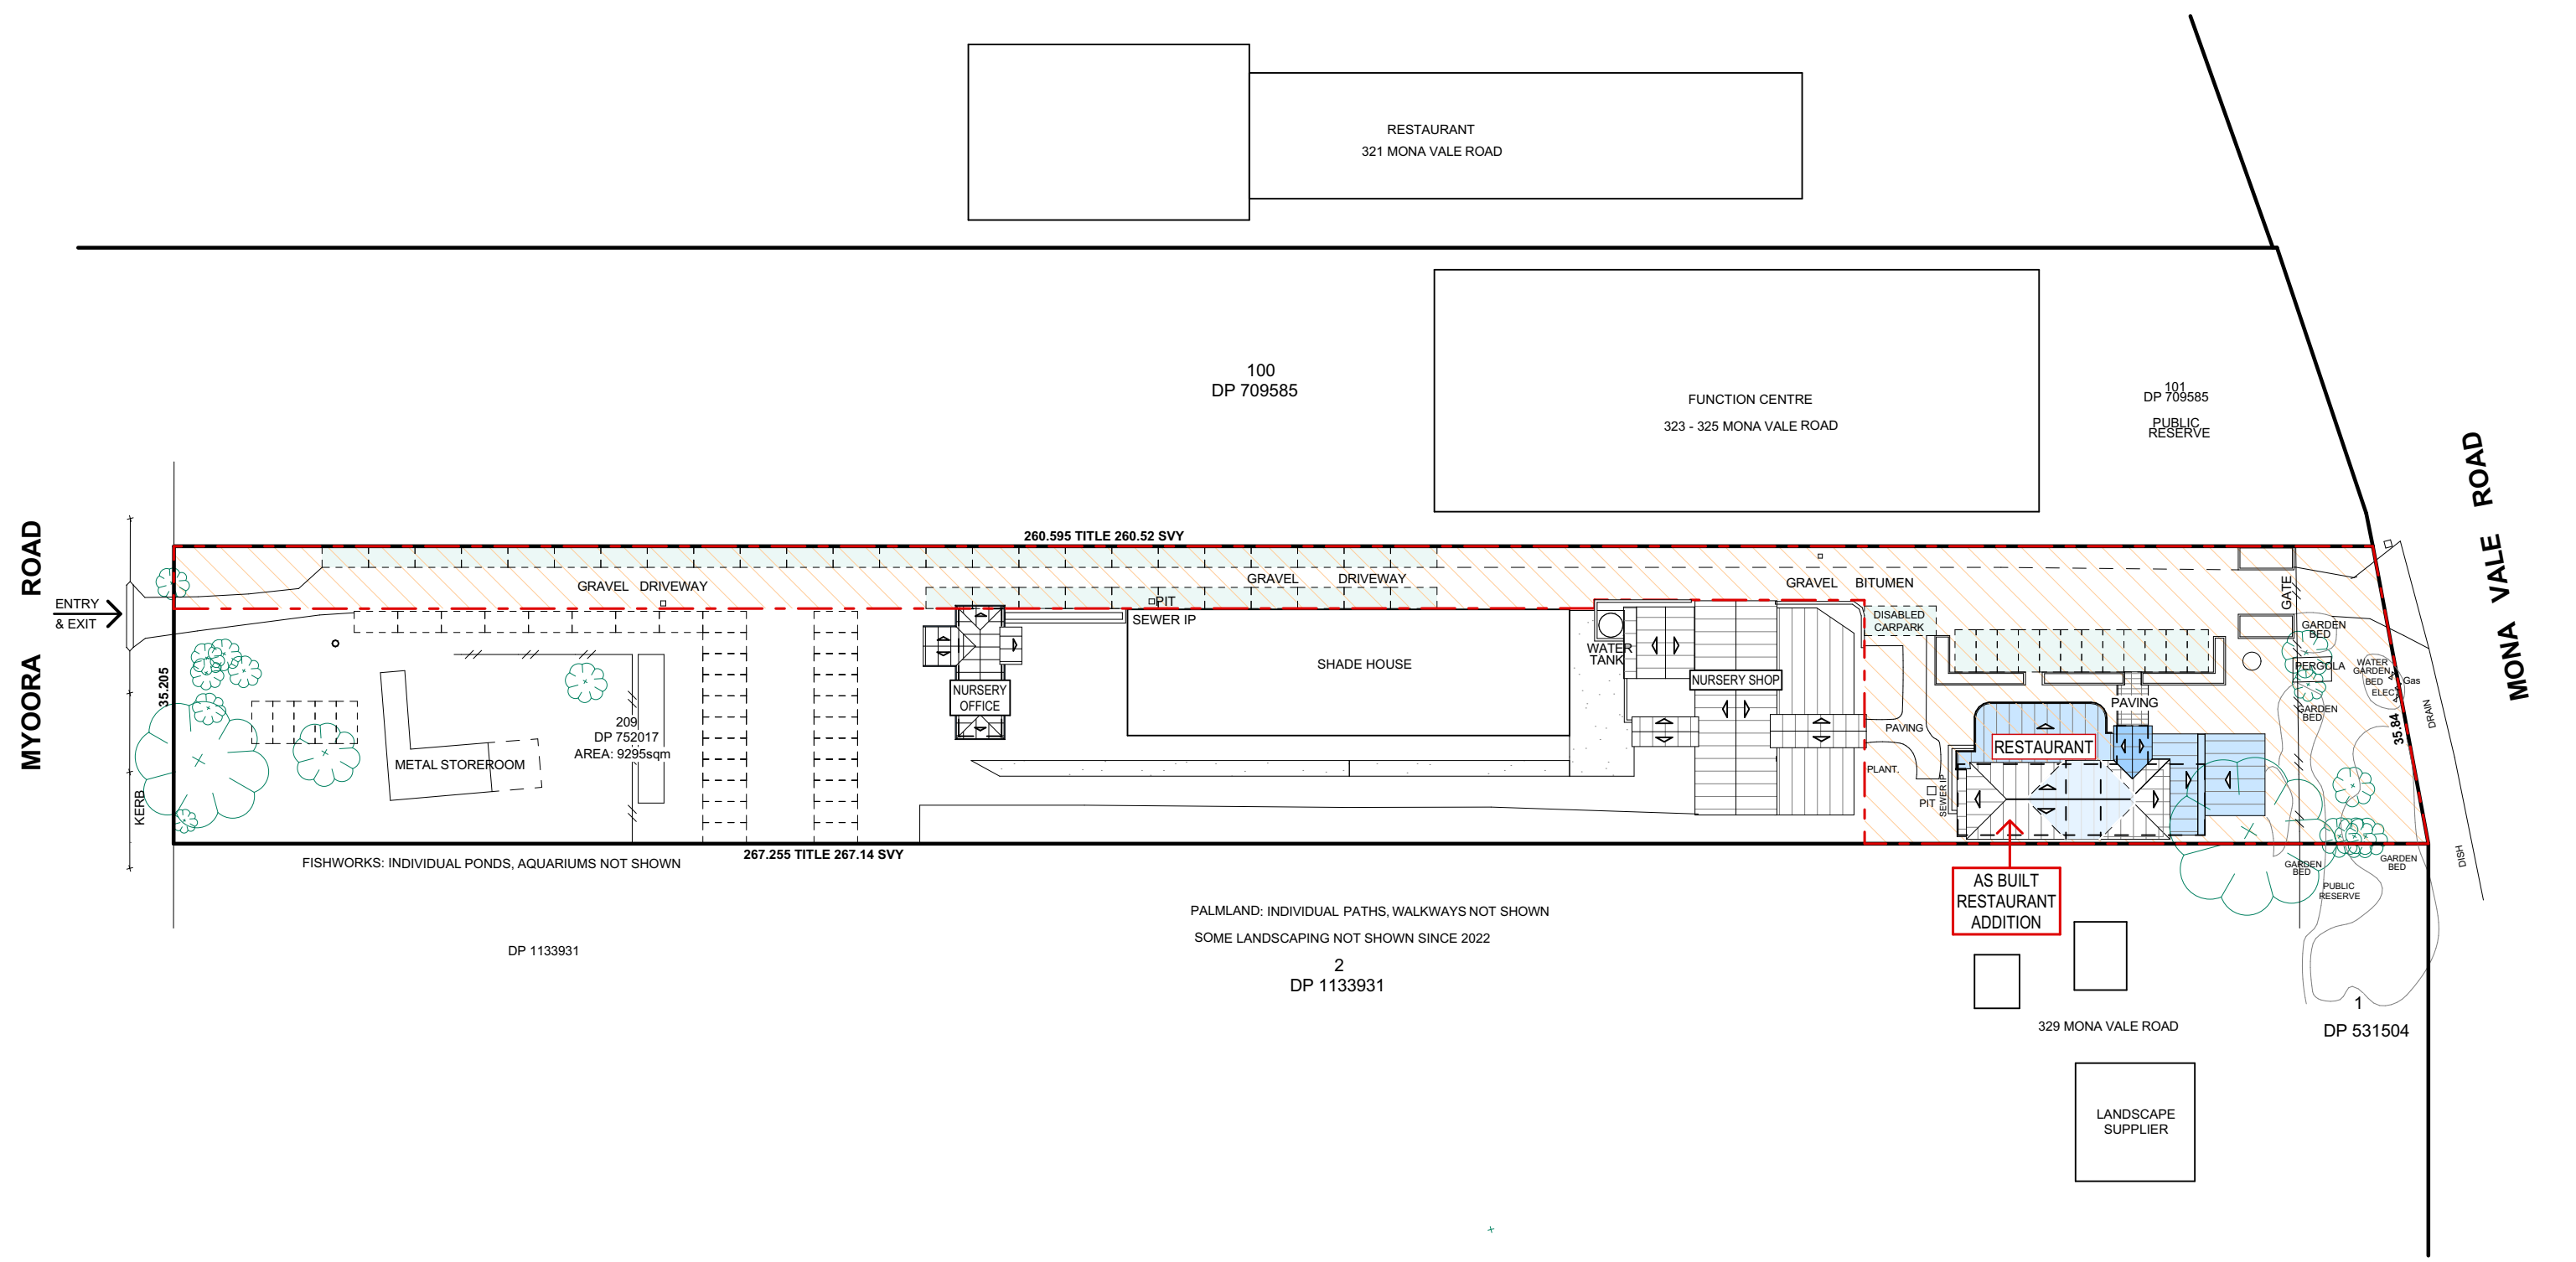 RESTAURANT
321 MONA VALE ROAD
100
DP 709585
FUNCTION CENTRE
323 - 325 MONA VALE ROAD
101
DP 709585
PUBLIC
RESERVE
MONA VALE ROAD
MYOORA ROAD
ENTRY
& EXIT
260.595 TITLE 260.52 SVY
GRAVEL DRIVEWAY
GRAVEL DRIVEWAY
GRAVEL BITUMEN
PIT
SEWER IP
GATE
DISABLED
CARPARK
GARDEN
BED
SHADE HOUSE
WATER
TANK
PERGOLA
WATER
GARDEN
BED
ELEC
Gas
NURSERY SHOP
NURSERY
OFFICE
35.205
PAVING
GARDEN
BED
DRAIN
209
DP 752017
AREA: 9295sqm
PAVING
35.84
RESTAURANT
METAL STOREROOM
PLANT.
KERB
PIT
SEWER IP
267.255 TITLE 267.14 SVY
FISHWORKS: INDIVIDUAL PONDS, AQUARIUMS NOT SHOWN
GARDEN
BED
GARDEN
BED
DISH
AS BUILT
RESTAURANT
ADDITION
PUBLIC
RESERVE
PALMLAND: INDIVIDUAL PATHS, WALKWAYS NOT SHOWN
SOME LANDSCAPING NOT SHOWN SINCE 2022
DP 1133931
2
DP 1133931
1
DP 531504
329 MONA VALE ROAD
LANDSCAPE
SUPPLIER